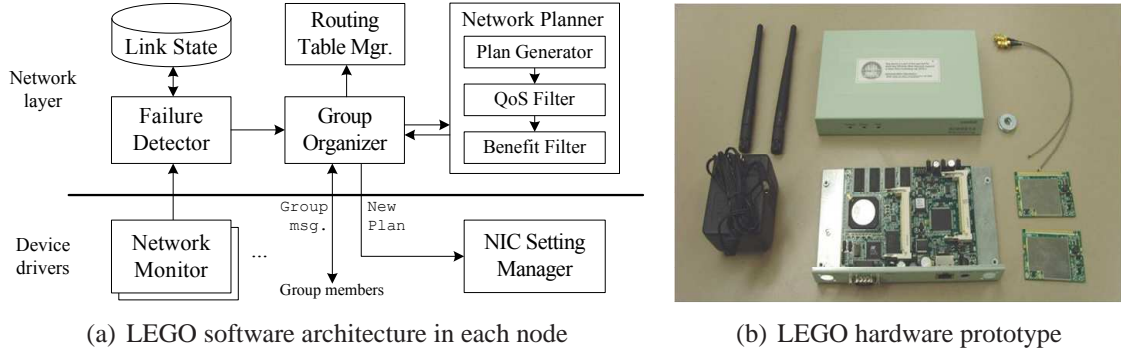 Link State
Routing
Table Mgr.
Network Planner
Plan Generator
QoS Filter
Benefit Filter
Network
layer
Failure
Detector
Group
Organizer
Device
drivers
Network
Monitor
...
Group
msg.
New
Plan
NIC Setting
Manager
Group members
(a) LEGO software architecture in each node
(b) LEGO hardware prototype